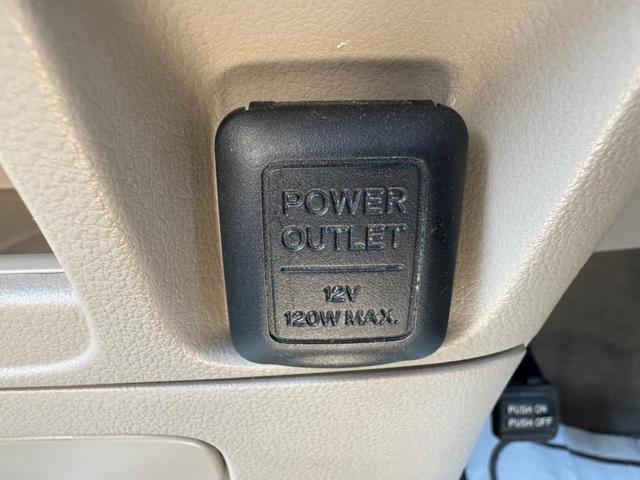 POWER
OUTLET
12V
120W MAX.
PUSH ON
PUSH OFF